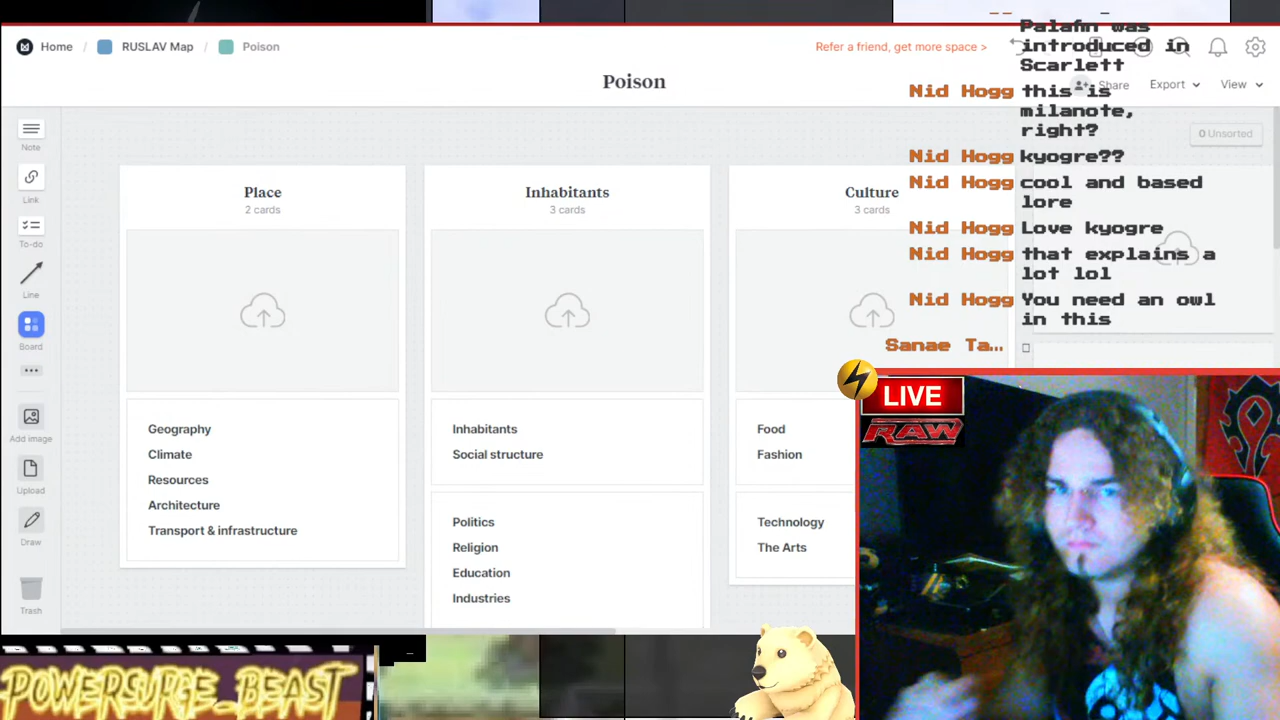 Home / RUSLAV Map / Poison
Refer a friend, get more space >
Poison
Share
Export
View
0 Unsorted
Note
Link
To-do
Line
Board
Add image
Upload
Draw
Trash
Place
2 cards
Geography
Climate
Resources
Architecture
Transport & infrastructure
Inhabitants
3 cards
Inhabitants
Social structure
Politics
Religion
Education
Industries
Culture
3 cards
Food
Fashion
Technology
The Arts
Palafin was
introduced in
Scarlett
Nid Hogg this is
milanote,
right?
Nid Hogg kyogre??
Nid Hogg cool and based
lore
Nid Hogg Love kyogre
Nid Hogg that explains a
lot lol
Nid Hogg You need an owl
in this
Sanae Ta...
LIVE
RAW
POWERSURGE_BEAST